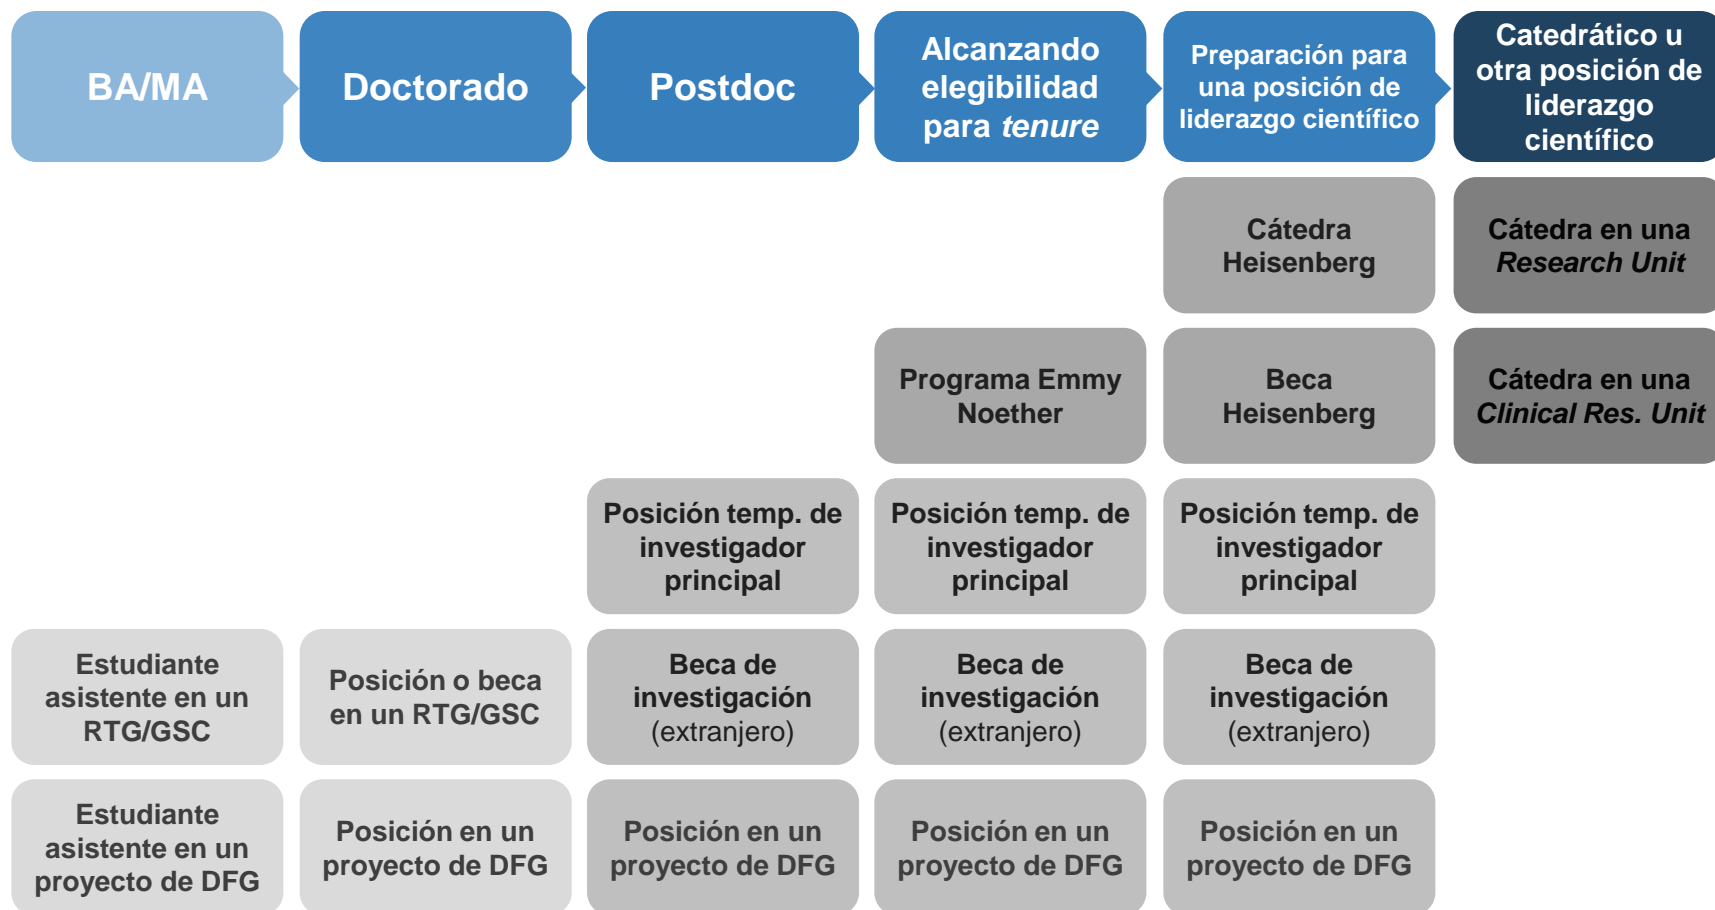 BA/MA
Doctorado
Postdoc
Alcanzando
elegibilidad
para tenure
Preparación para
una posición de
liderazgo científico
Catedrático u
otra posición de
liderazgo
científico
Cátedra
Heisenberg
Cátedra en una
Research Unit
Programa Emmy
Noether
Beca
Heisenberg
Cátedra en una
Clinical Res. Unit
Posición temp. de
investigador
principal
Posición temp. de
investigador
principal
Posición temp. de
investigador
principal
Estudiante
asistente en un
RTG/GSC
Posición o beca
en un RTG/GSC
Beca de
investigación
(extranjero)
Beca de
investigación
(extranjero)
Beca de
investigación
(extranjero)
Estudiante
asistente en un
proyecto de DFG
Posición en un
proyecto de DFG
Posición en un
proyecto de DFG
Posición en un
proyecto de DFG
Posición en un
proyecto de DFG